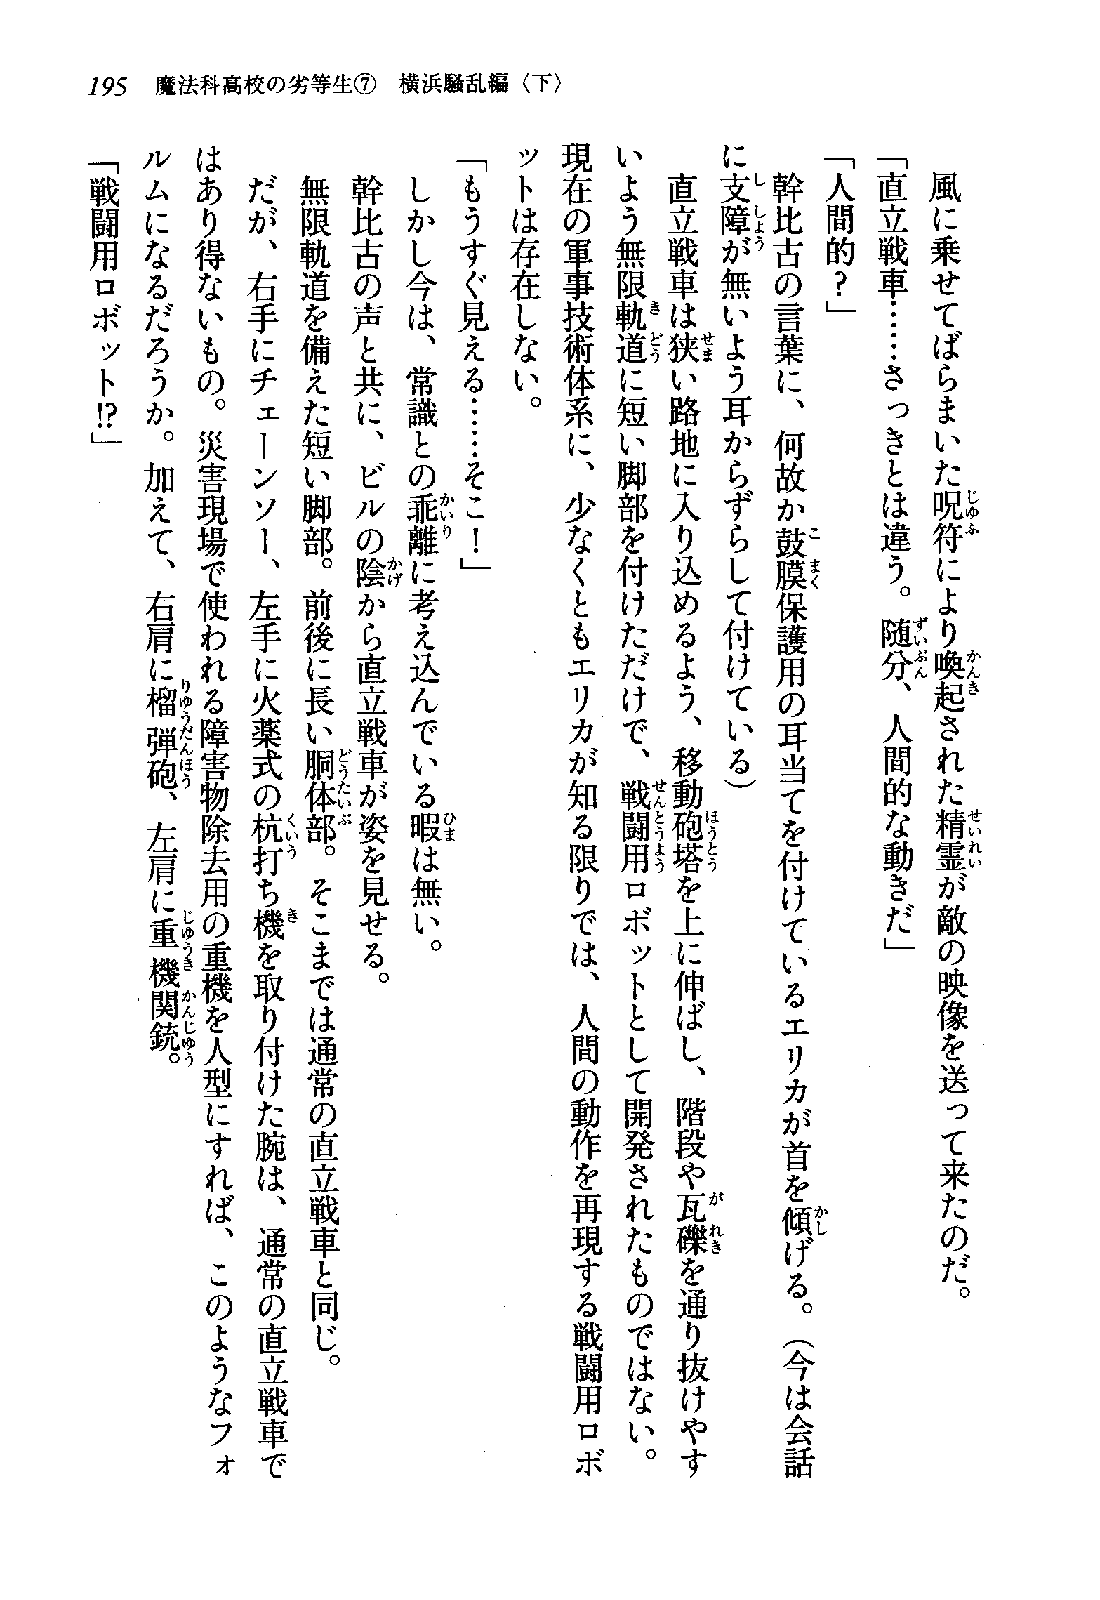 195 魔法科高校の劣等生⑦ 横浜騒乱編〈下〉
風に乗せてばらまいた呪符により喚起された精霊が敵の映像を送って来たのだ。
「直立戦車……さっきとは違う。随分、人間的な動きだ」
「人間的？」
幹比古の言葉に、何故か鼓膜保護用の耳当てを付けているエリカが首を傾げる。（今は会話
に支障が無いよう耳からずらして付けている）
直立戦車は狭い路地に入り込めるよう、移動砲塔を上に伸ばし、階段や瓦礫を通り抜けやす
いよう無限軌道に短い脚部を付けただけで、戦闘用ロボットとして開発されたものではない。
現在の軍事技術体系に、少なくともエリカが知る限りでは、人間の動作を再現する戦闘用ロボ
ットは存在しない。
「もうすぐ見える……そこ！」
しかし今は、常識との乖離に考え込んでいる暇は無い。
幹比古の声と共に、ビルの陰から直立戦車が姿を見せる。
無限軌道を備えた短い脚部。前後に長い胴体部。そこまでは通常の直立戦車と同じ。
だが、右手にチェーンソー、左手に火薬式の杭打ち機を取り付けた腕は、通常の直立戦車で
はあり得ないもの。災害現場で使われる障害物除去用の重機を人型にすれば、このようなフォ
ルムになるだろうか。加えて、右肩に榴弾砲、左肩に重機関銃。
「戦闘用ロボット!?」